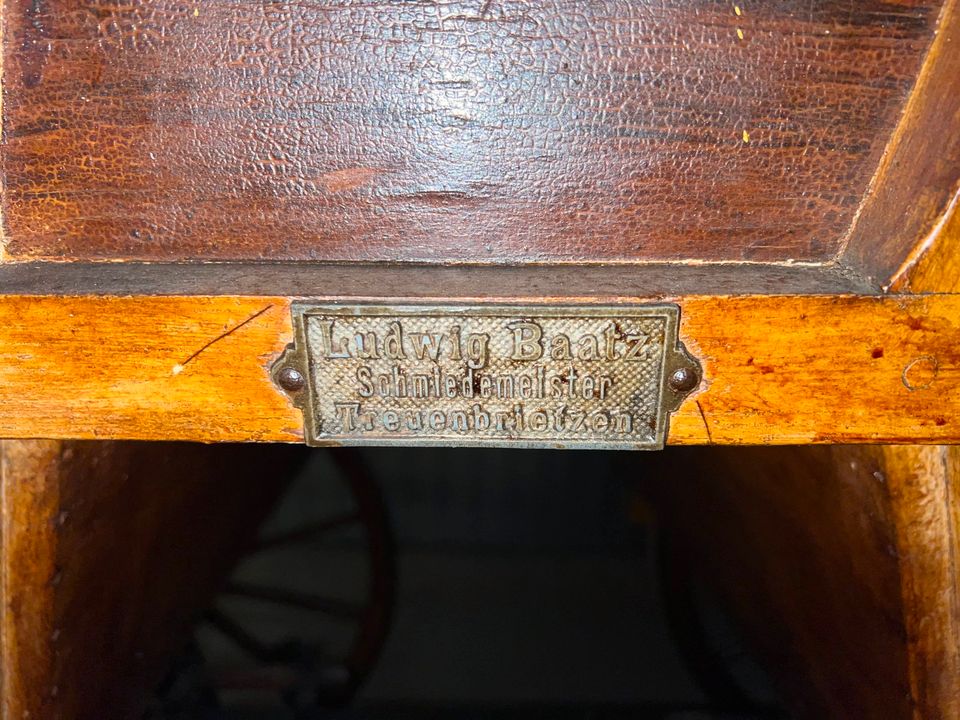 Ludwig Baatz
Schmiedemeister
Treuenbrietzen